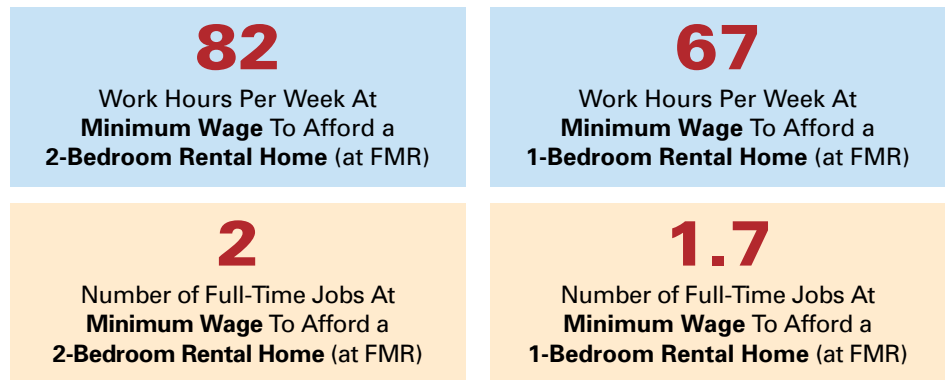 82
Work Hours Per Week At
Minimum Wage To Afford a
2-Bedroom Rental Home (at FMR)
67
Work Hours Per Week At
Minimum Wage To Afford a
1-Bedroom Rental Home (at FMR)
2
Number of Full-Time Jobs At
Minimum Wage To Afford a
2-Bedroom Rental Home (at FMR)
1.7
Number of Full-Time Jobs At
Minimum Wage To Afford a
1-Bedroom Rental Home (at FMR)